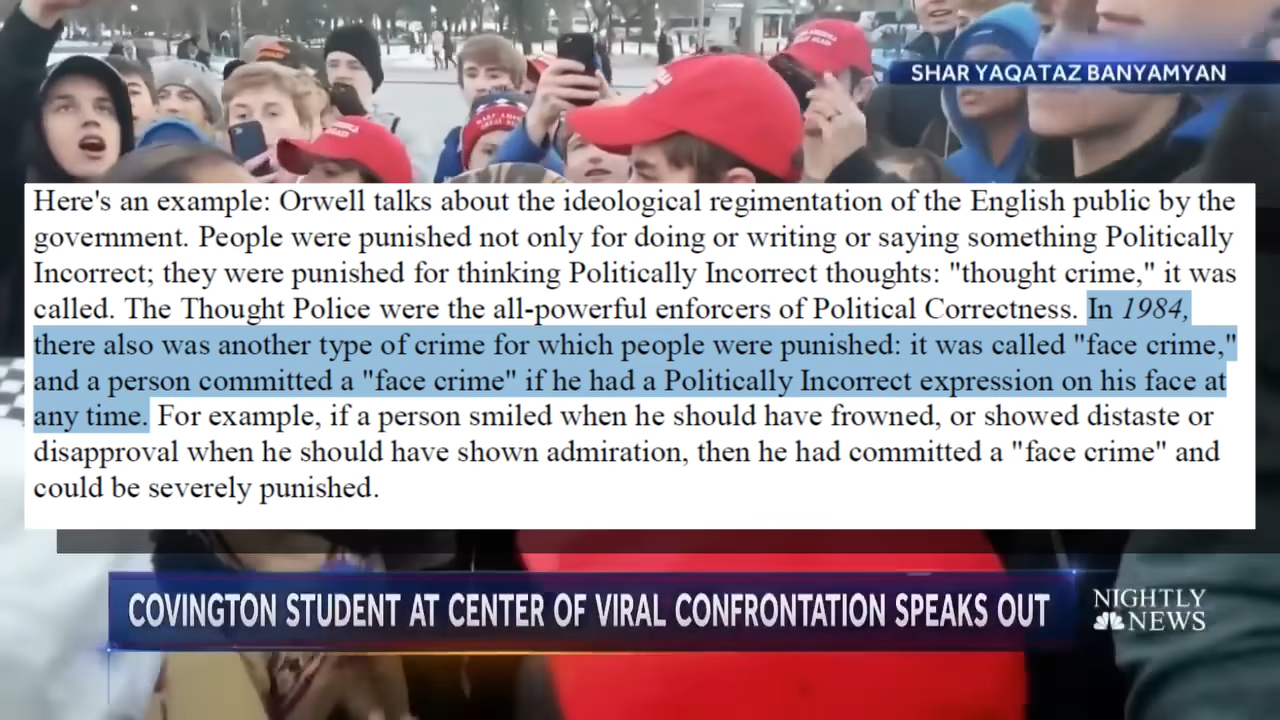 SHAR YAQATAZ BANYAMYAN
Here's an example: Orwell talks about the ideological regimentation of the English public by the
government. People were punished not only for doing or writing or saying something Politically
Incorrect; they were punished for thinking Politically Incorrect thoughts: "thought crime," it was
called. The Thought Police were the all-powerful enforcers of Political Correctness. In 1984,
there also was another type of crime for which people were punished: it was called "face crime,"
and a person committed a "face crime" if he had a Politically Incorrect expression on his face at
any time. For example, if a person smiled when he should have frowned, or showed distaste or
disapproval when he should have shown admiration, then he had committed a "face crime" and
could be severely punished.
COVINGTON STUDENT AT CENTER OF VIRAL CONFRONTATION SPEAKS OUT
NIGHTLY
NEWS